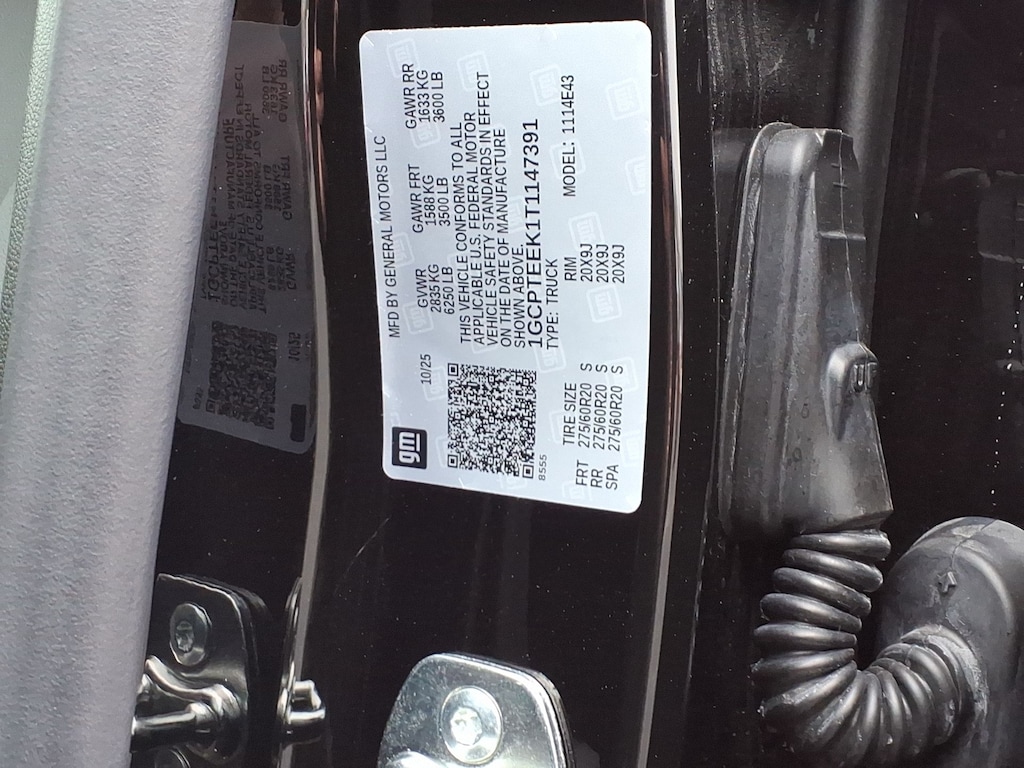 MFD BY GENERAL MOTORS LLC
gm
10/25
GVWR GAWR FRT GAWR RR
2835 KG 1588 KG 1633 KG
6250 LB 3500 LB 3600 LB
THIS VEHICLE CONFORMS TO ALL
APPLICABLE U.S. FEDERAL MOTOR
VEHICLE SAFETY STANDARDS IN EFFECT
ON THE DATE OF MANUFACTURE
SHOWN ABOVE.
1GCPTEEK1T1147391
TYPE: TRUCK MODEL: 1114E43
8555
TIRE SIZE RIM
FRT 275/60R20 S 20X9J
RR 275/60R20 S 20X9J
SPA 275/60R20 S 20X9J